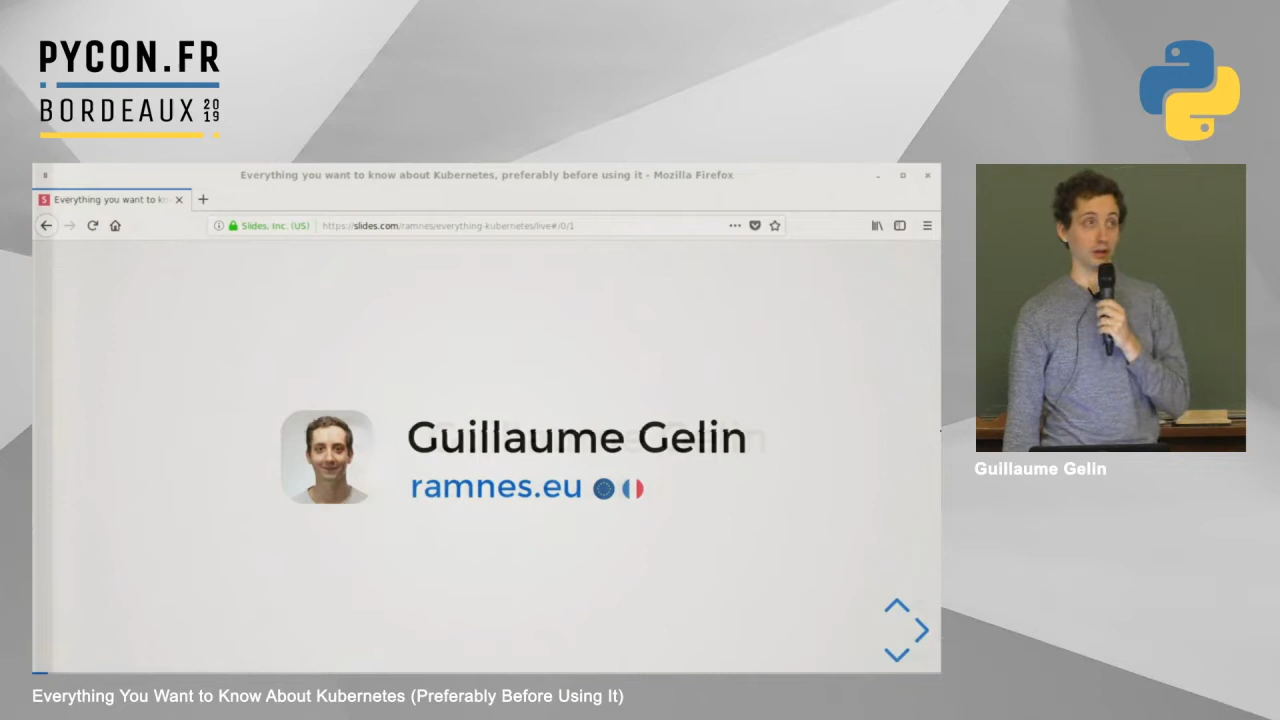 PYCON.FR
BORDEAUX 2019
Everything you want to know about Kubernetes, preferably before using it - Mozilla Firefox
Everything you want to kn
Slides, Inc. (US) https://slides.com/ramnes/everything-kubernetes/live#/0/1
Guillaume Gelin
ramnes.eu
Guillaume Gelin
Everything You Want to Know About Kubernetes (Preferably Before Using It)